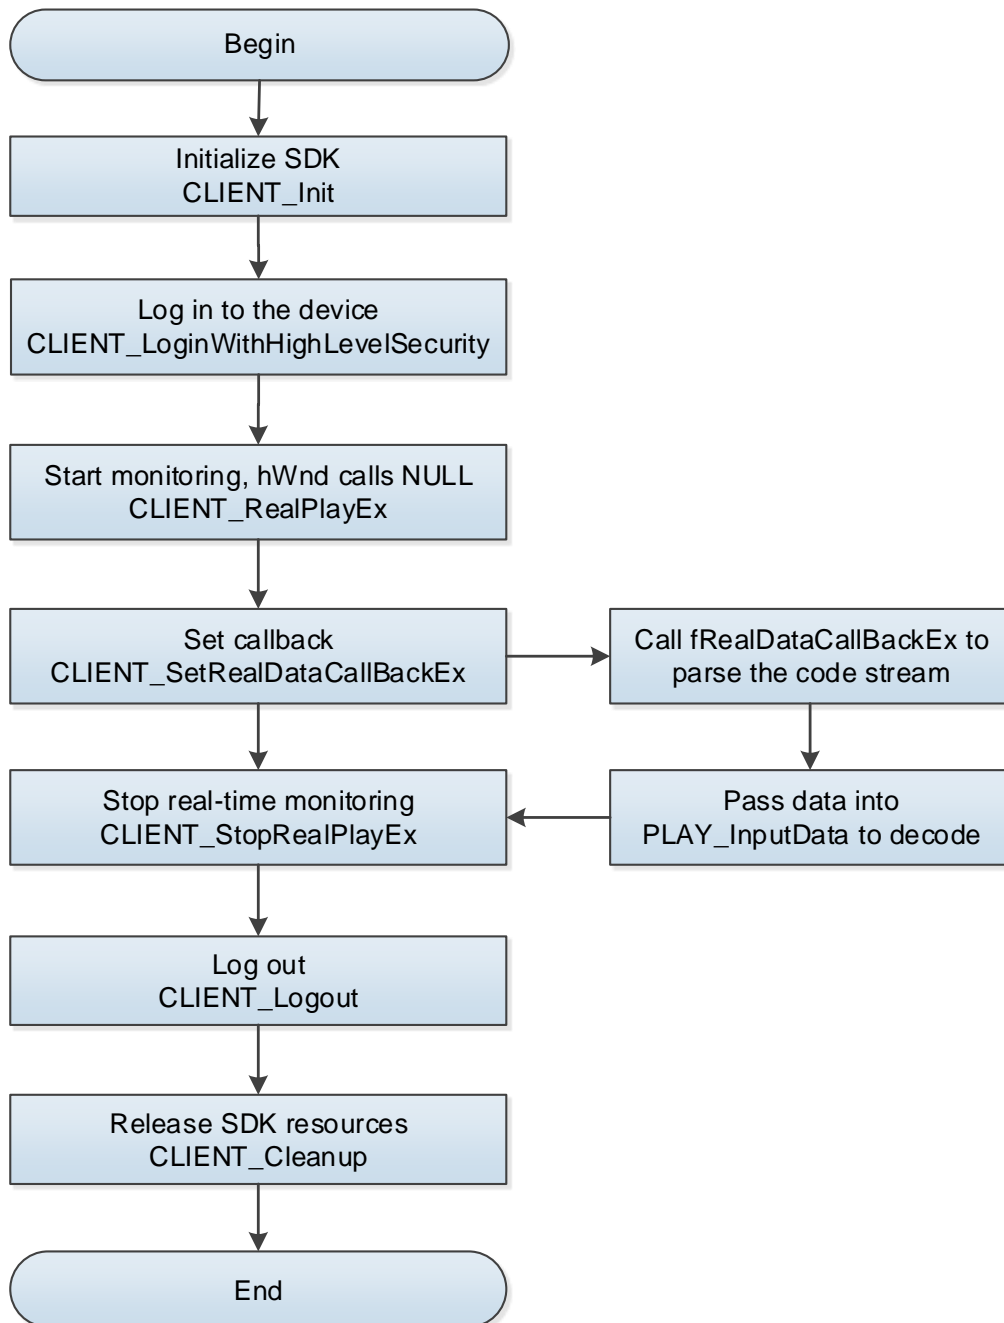 Begin
Initialize SDK
CLIENT_Init
Log in to the device
CLIENT_LoginWithHighLevelSecurity
Start monitoring, hWnd calls NULL
CLIENT_RealPlayEx
Set callback
CLIENT_SetRealDataCallBackEx
Call fRealDataCallBackEx to
parse the code stream
Stop real-time monitoring
CLIENT_StopRealPlayEx
Pass data into
PLAY_InputData to decode
Log out
CLIENT_Logout
Release SDK resources
CLIENT_Cleanup
End